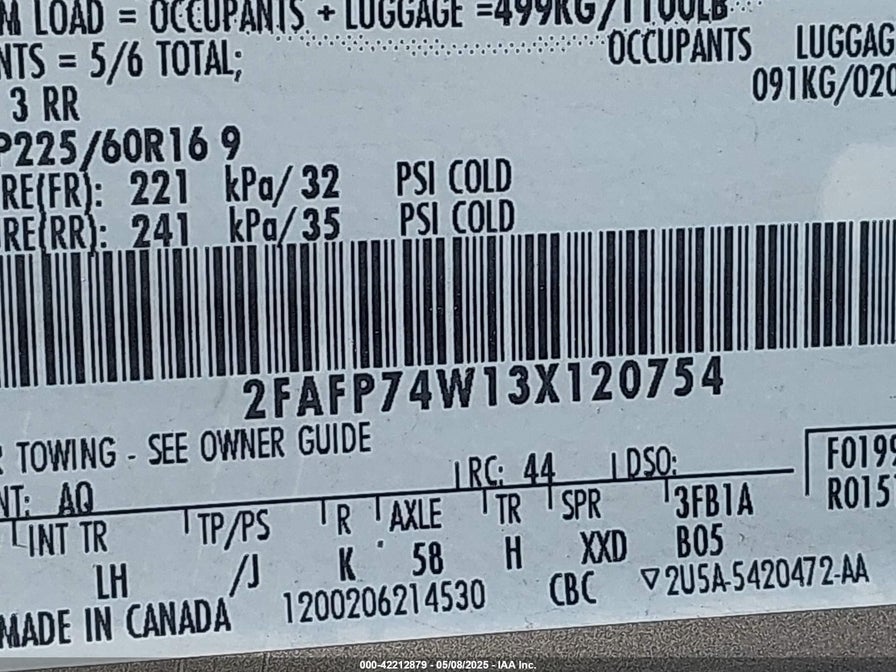 M LOAD = OCCUPANTS + LUGGAGE =499KG/1100LB
OCCUPANTS LUGGAG
NTS = 5/6 TOTAL;
091KG/020
3 RR
P225/60R16 9
RE(FR): 221 kPa/ 32 PSI COLD
RE(RR): 241 kPa/ 35 PSI COLD
2FAFP74W13X120754
R TOWING - SEE OWNER GUIDE
NT: AQ
RC: 44 DSO:
F0199
R0151
INT TR TP/PS R AXLE TR SPR 3FB1A
LH /J K 58 H XXD B05
MADE IN CANADA 1200206214530 CBC ▽2U5A-5420472-AA
000-42212879 - 05/08/2025 - IAA Inc.